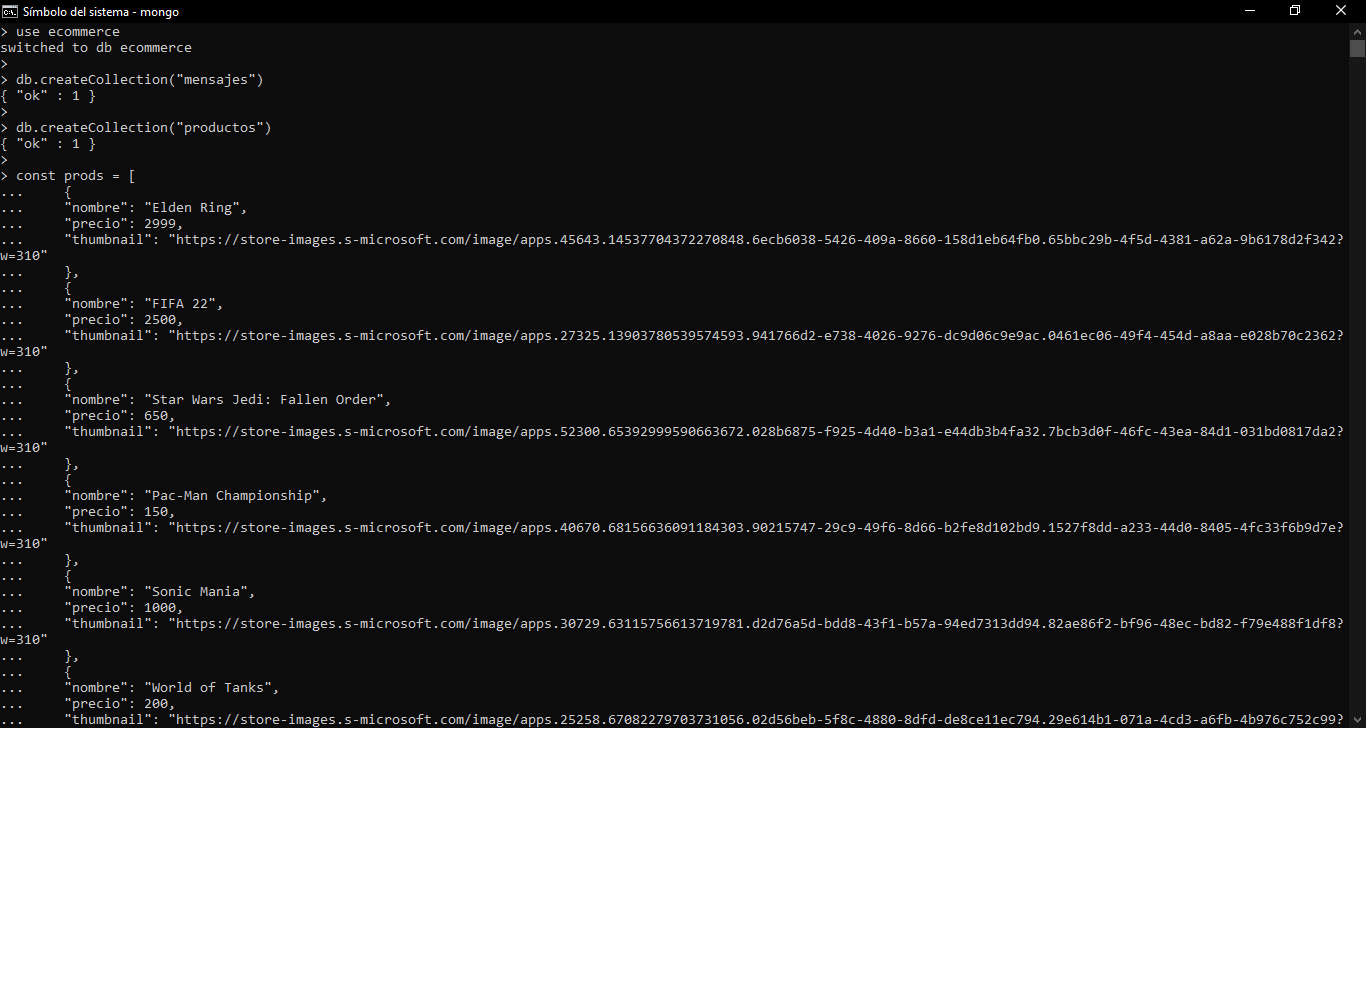 Símbolo del sistema - mongo
> use ecommerce
switched to db ecommerce
>
> db.createCollection("mensajes")
{ "ok" : 1 }
>
> db.createCollection("productos")
{ "ok" : 1 }
>
> const prods = [
...     {
...     "nombre": "Elden Ring",
...     "precio": 2999,
...     "thumbnail": "https://store-images.s-microsoft.com/image/apps.45643.14537704372270848.6ecb6038-5426-409a-8660-158d1eb64fb0.65bbc29b-4f5d-4381-a62a-9b6178d2f342?
w=310"
...     },
...     {
...     "nombre": "FIFA 22",
...     "precio": 2500,
...     "thumbnail": "https://store-images.s-microsoft.com/image/apps.27325.13903780539574593.941766d2-e738-4026-9276-dc9d06c9e9ac.0461ec06-49f4-454d-a8aa-e028b70c2362?
w=310"
...     },
...     {
...     "nombre": "Star Wars Jedi: Fallen Order",
...     "precio": 650,
...     "thumbnail": "https://store-images.s-microsoft.com/image/apps.52300.65392999590663672.028b6875-f925-4d40-b3a1-e44db3b4fa32.7bcb3d0f-46fc-43ea-84d1-031bd0817da2?
w=310"
...     },
...     {
...     "nombre": "Pac-Man Championship",
...     "precio": 150,
...     "thumbnail": "https://store-images.s-microsoft.com/image/apps.40670.68156636091184303.90215747-29c9-49f6-8d66-b2fe8d102bd9.1527f8dd-a233-44d0-8405-4fc33f6b9d7e?
w=310"
...     },
...     {
...     "nombre": "Sonic Mania",
...     "precio": 1000,
...     "thumbnail": "https://store-images.s-microsoft.com/image/apps.30729.63115756613719781.d2d76a5d-bdd8-43f1-b57a-94ed7313dd94.82ae86f2-bf96-48ec-bd82-f79e488f1df8?
w=310"
...     },
...     {
...     "nombre": "World of Tanks",
...     "precio": 200,
...     "thumbnail": "https://store-images.s-microsoft.com/image/apps.25258.67082279703731056.02d56beb-5f8c-4880-8dfd-de8ce11ec794.29e614b1-071a-4cd3-a6fb-4b976c752c99?